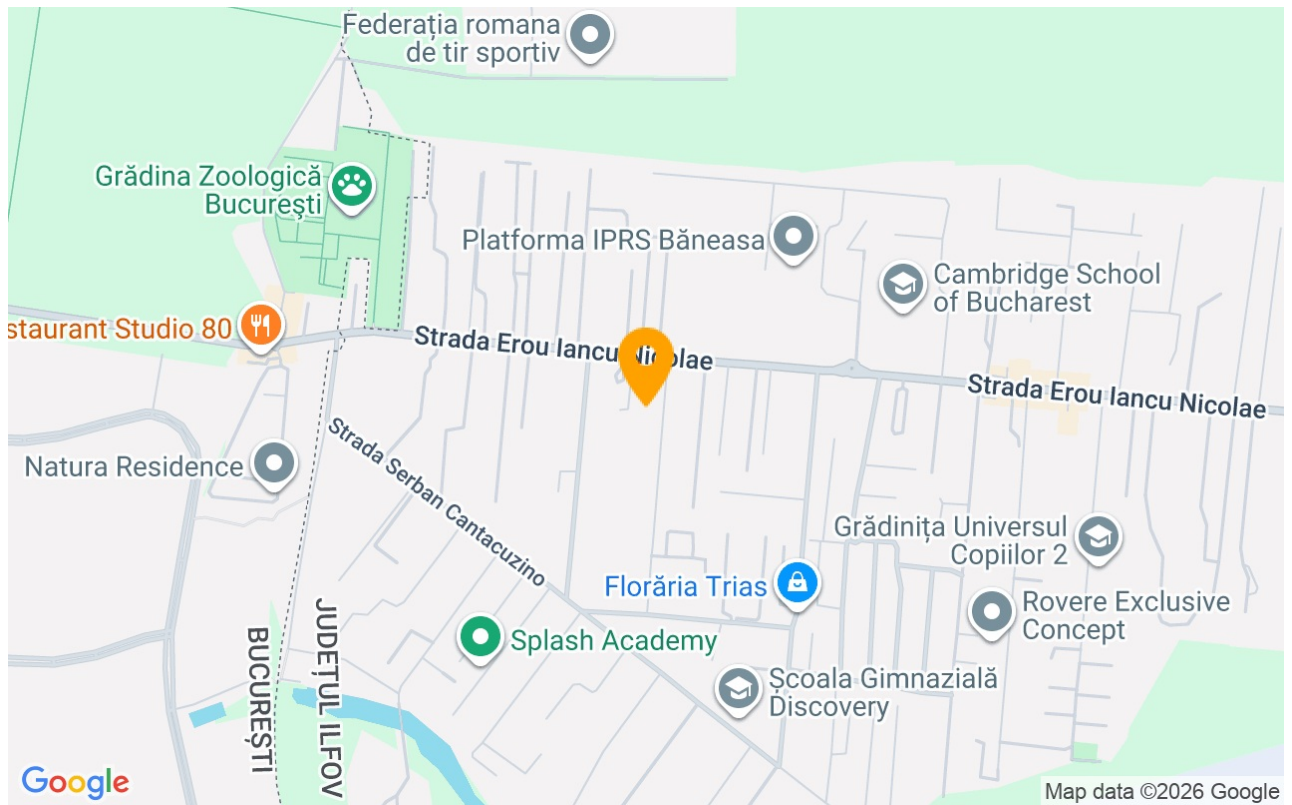 Federația romana
de tir sportiv
Grădina Zoologică
București
Platforma IPRS Băneasa
Cambridge School
of Bucharest
staurant Studio 80
Strada Erou Iancu Nicolae
Strada Erou Iancu Nicolae
Strada Serban Cantacuzino
Natura Residence
Grădinița Universul
Copiilor 2
Florăria Trias
Rovere Exclusive
Concept
Splash Academy
Școala Gimnazială
Discovery
JUDEȚUL ILFOV
BUCUREȘTI
Google
Map data ©2026 Google